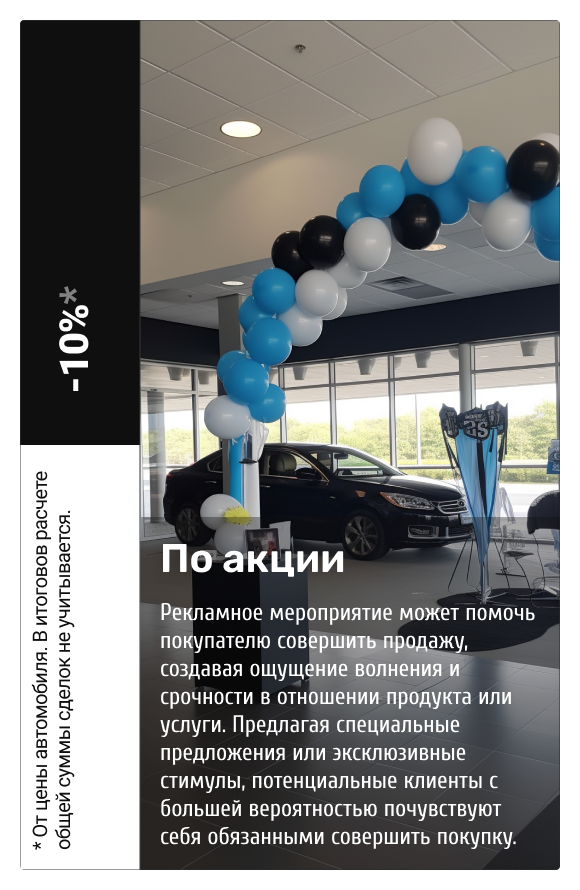 -10%*
* От цены автомобиля. В итоговов расчете
общей суммы сделок не учитывается.
По акции
Рекламное мероприятие может помочь
покупателю совершить продажу,
создавая ощущение волнения и
срочности в отношении продукта или
услуги. Предлагая специальные
предложения или эксклюзивные
стимулы, потенциальные клиенты с
большей вероятностью почувствуют
себя обязанными совершить покупку.